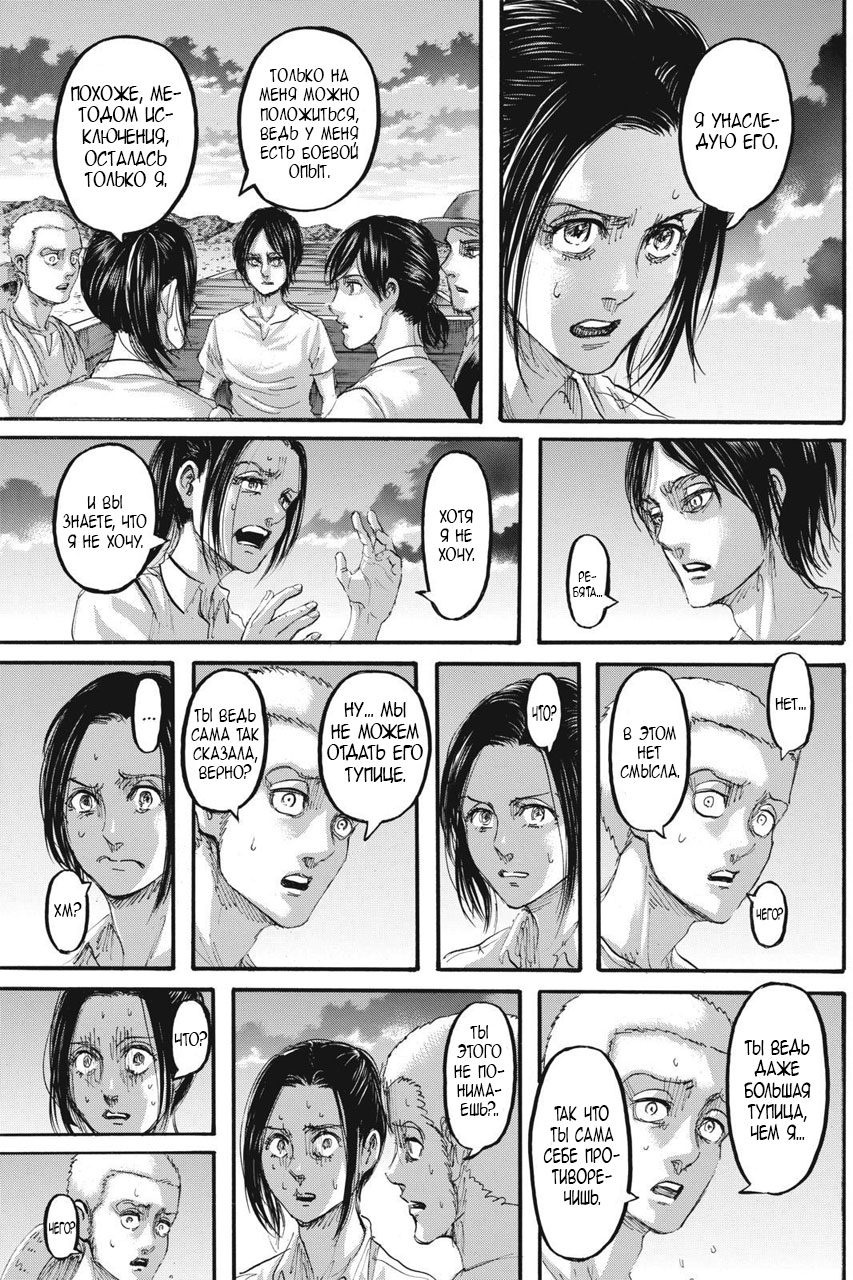 Я УНАСЛЕ-
ДУЮ ЕГО.
ТОЛЬКО НА
МЕНЯ МОЖНО
ПОЛОЖИТЬСЯ,
ВЕДЬ У МЕНЯ
ЕСТЬ БОЕВОЙ
ОПЫТ.
ПОХОЖЕ, МЕ-
ТОДОМ ИС-
КЛЮЧЕНИЯ,
ОСТАЛАСЬ
ТОЛЬКО Я.
РЕ-
БЯТА...
ХОТЯ
Я НЕ
ХОЧУ.
И ВЫ
ЗНАЕТЕ, ЧТО
Я НЕ ХОЧУ.
НЕТ...
В ЭТОМ
НЕТ
СМЫСЛА.
ЧЕГО?
ЧТО?
НУ... МЫ
НЕ МОЖЕМ
ОТДАТЬ ЕГО
ТУПИЦЕ.
ТЫ ВЕДЬ
САМА ТАК
СКАЗАЛА,
ВЕРНО?
...
ХМ?
ТЫ ВЕДЬ
ДАЖЕ
БОЛЬШАЯ
ТУПИЦА,
ЧЕМ Я...
ТАК ЧТО
ТЫ САМА
СЕБЕ ПРО-
ТИВОРЕ-
ЧИШЬ.
ТЫ
ЭТОГО
НЕ ПО-
НИМА-
ЕШЬ?..
ЧТО?
ЧЕГО?